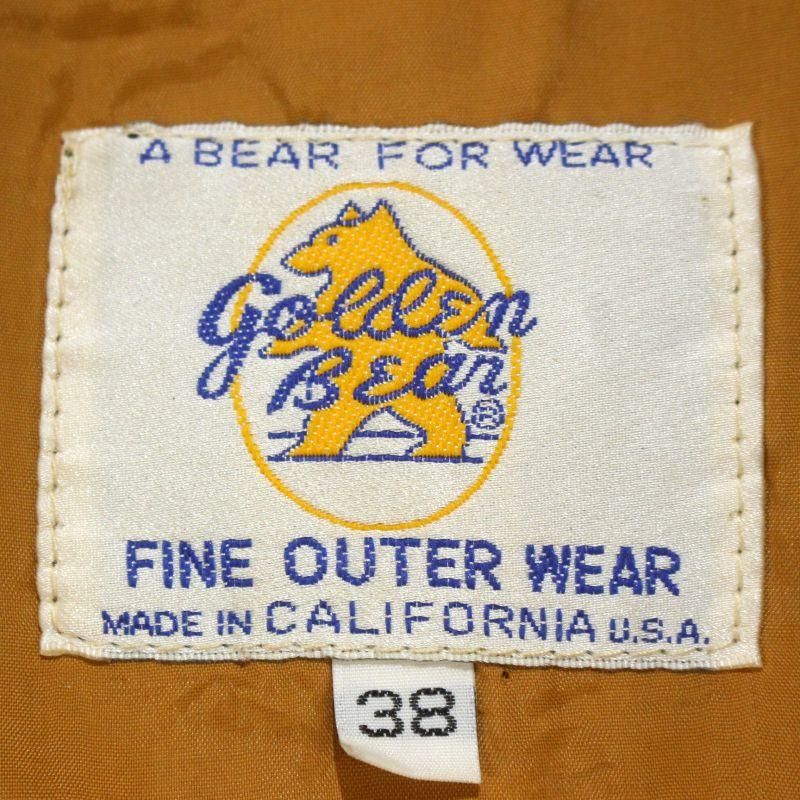 A BEAR FOR WEAR
Golden
Bear
®
FINE OUTER WEAR
MADE IN CALIFORNIA U.S.A.
38